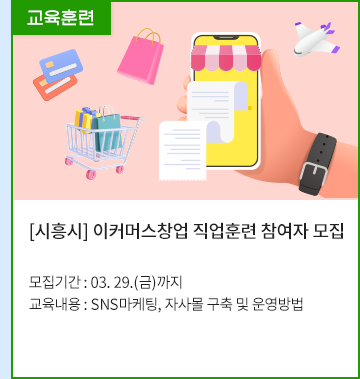 교육훈련
[시흥시] 이커머스창업 직업훈련 참여자 모집
모집기간 : 03. 29.(금)까지
교육내용 : SNS마케팅, 자사몰 구축 및 운영방법